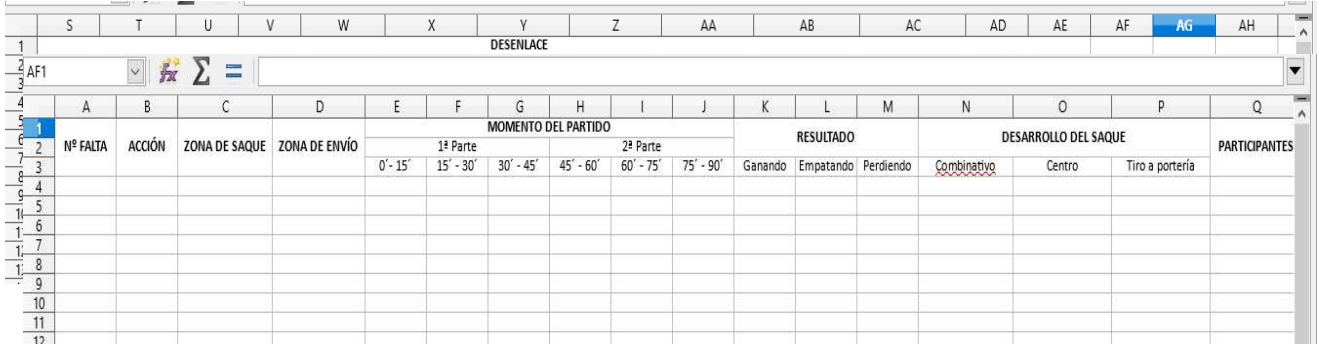 S T U V W X Y Z AA AB AC AD AE AF AG AH
1 DESENLACE
AF1
A B C D E F G H I J K L M N O P Q
1 Nº FALTA ACCIÓN ZONA DE SAQUE ZONA DE ENVÍO MOMENTO DEL PARTIDO RESULTADO DESARROLLO DEL SAQUE PARTICIPANTES
2 1ª Parte 2ª Parte
3 0´- 15´ 15´ - 30´ 30´ - 45´ 45´ - 60´ 60´ - 75´ 75´ - 90´ Ganando Empatando Perdiendo Combinativo Centro Tiro a portería
4
5
6
7
8
9
10
11
12